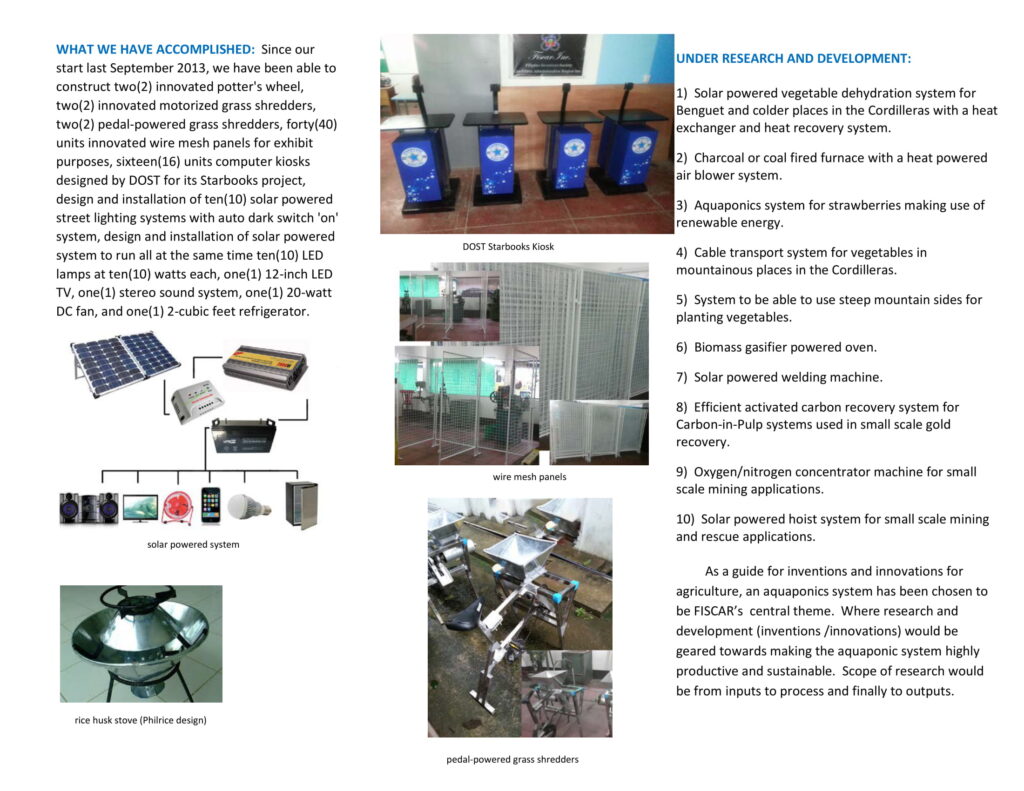 WHAT WE HAVE ACCOMPLISHED:  Since our
start last September 2013, we have been able to
construct two(2) innovated potter's wheel,
two(2) innovated motorized grass shredders,
two(2) pedal-powered grass shredders, forty(40)
units innovated wire mesh panels for exhibit
purposes, sixteen(16) units computer kiosks
designed by DOST for its Starbooks project,
design and installation of ten(10) solar powered
street lighting systems with auto dark switch 'on'
system, design and installation of solar powered
system to run all at the same time ten(10) LED
lamps at ten(10) watts each, one(1) 12-inch LED
TV, one(1) stereo sound system, one(1) 20-watt
DC fan, and one(1) 2-cubic feet refrigerator.
solar powered system
rice husk stove (Philrice design)
Fiscar Inc.
DOST Starbooks Kiosk
wire mesh panels
pedal-powered grass shredders
UNDER RESEARCH AND DEVELOPMENT:
1)  Solar powered vegetable dehydration system for
Benguet and colder places in the Cordilleras with a heat
exchanger and heat recovery system.
2)  Charcoal or coal fired furnace with a heat powered
air blower system.
3)  Aquaponics system for strawberries making use of
renewable energy.
4)  Cable transport system for vegetables in
mountainous places in the Cordilleras.
5)  System to be able to use steep mountain sides for
planting vegetables.
6)  Biomass gasifier powered oven.
7)  Solar powered welding machine.
8)  Efficient activated carbon recovery system for
Carbon-in-Pulp systems used in small scale gold
recovery.
9)  Oxygen/nitrogen concentrator machine for small
scale mining applications.
10)  Solar powered hoist system for small scale mining
and rescue applications.
As a guide for inventions and innovations for
agriculture, an aquaponics system has been chosen to
be FISCAR’s  central theme.  Where research and
development (inventions /innovations) would be
geared towards making the aquaponic system highly
productive and sustainable.  Scope of research would
be from inputs to process and finally to outputs.